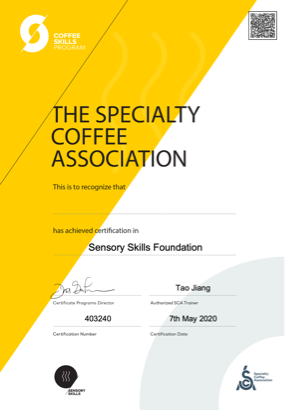 COFFEE
SKILLS
PROGRAM
THE SPECIALTY
COFFEE
ASSOCIATION
This is to recognize that
has achieved certification in
Sensory Skills Foundation
Tao Jiang
Certificate Programs Director
Authorized SCA Trainer
403240
7th May 2020
Certification Number
Certification Date
SENSORY
SKILLS
Specialty
Coffee
Association